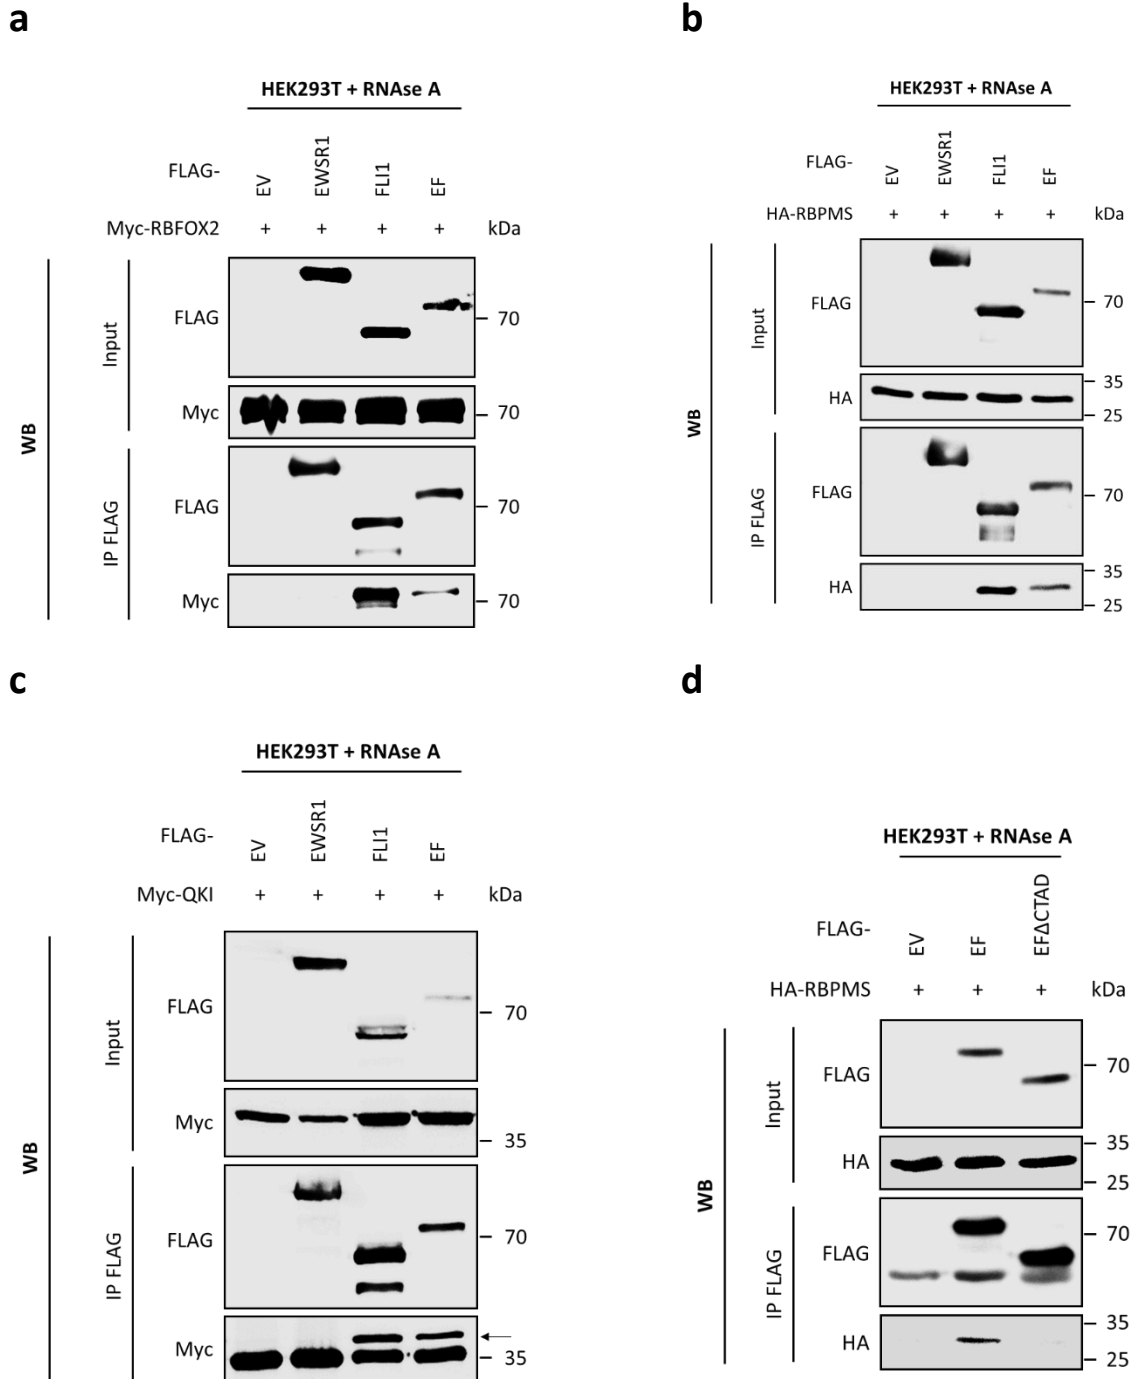 a
HEK293T + RNAse A
FLAG-
EV
EWSR1
FLI1
EF
Myc-RBFOX2 + + + + kDa
WB
Input
FLAG
70
Myc
70
IP FLAG
FLAG
70
Myc
70
b
HEK293T + RNAse A
FLAG-
EV
EWSR1
FLI1
EF
HA-RBPMS + + + + kDa
WB
Input
FLAG
70
HA
35
25
IP FLAG
FLAG
70
HA
35
25
c
HEK293T + RNAse A
FLAG-
EV
EWSR1
FLI1
EF
Myc-QKI + + + + kDa
WB
Input
FLAG
70
Myc
35
IP FLAG
FLAG
70
Myc
35
d
HEK293T + RNAse A
FLAG-
EV
EF
EFΔCTAD
HA-RBPMS + + + kDa
WB
Input
FLAG
70
HA
35
25
IP FLAG
FLAG
70
HA
35
25